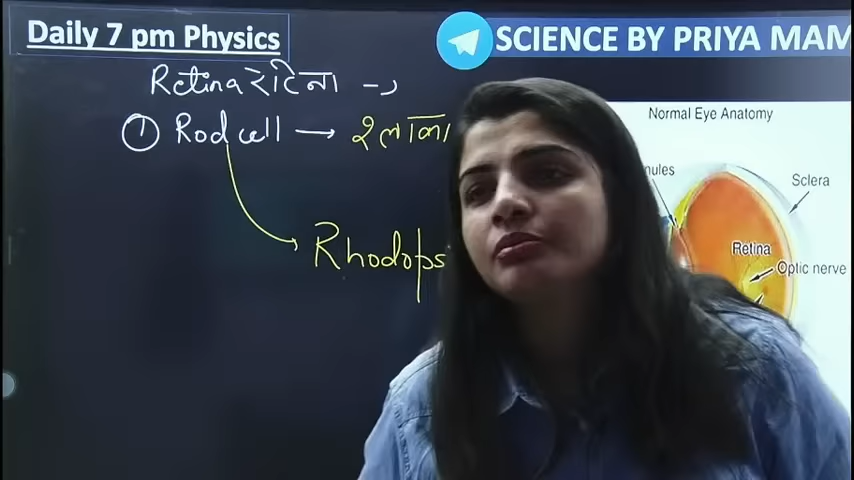 Daily 7 pm Physics
SCIENCE BY PRIYA MAM
Retina रेटिना →
① Rod cell → शलाका
Rhodops
Normal Eye Anatomy
nules
Sclera
Retina
Optic nerve